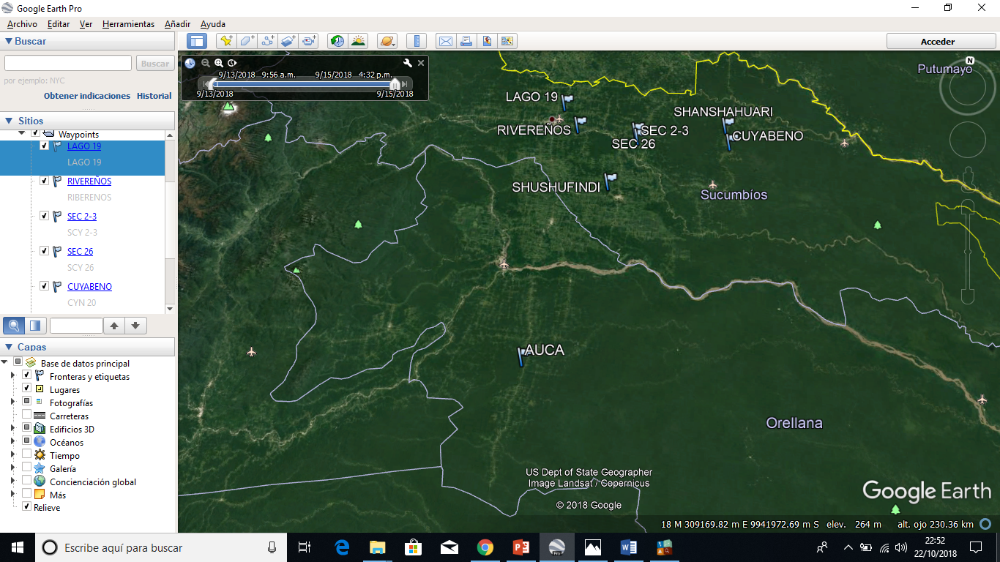 Google Earth Pro
Archivo Editar Ver Herramientas Añadir Ayuda
Buscar
Buscar
por ejemplo: NYC
Obtener indicaciones Historial
Sitios
Waypoints
LAGO 19
LAGO 19
RIVEREÑOS
RIBERENOS
SEC 2-3
SCY 2-3
SEC 26
SCY 26
CUYABENO
CYN 20
Capas
Base de datos principal
Fronteras y etiquetas
Lugares
Fotografías
Carreteras
Edificios 3D
Océanos
Tiempo
Galería
Concienciación global
Más
Relieve
Acceder
9/13/2018 9:56 a.m. 9/15/2018 4:32 p.m.
9/13/2018 9/15/2018
N
Putumayo
LAGO 19
SHANSHAHUARI
RIVEREÑOS
SEC 2-3
CUYABENO
SEC 26
SHUSHUFINDI
Sucumbíos
AUCA
Orellana
US Dept of State Geographer
Image Landsat / Copernicus
© 2018 Google
Google Earth
18 M 309169.82 m E 9941972.69 m S elev. 264 m alt. ojo 230.36 km
Escribe aquí para buscar
Pro
22:52
22/10/2018